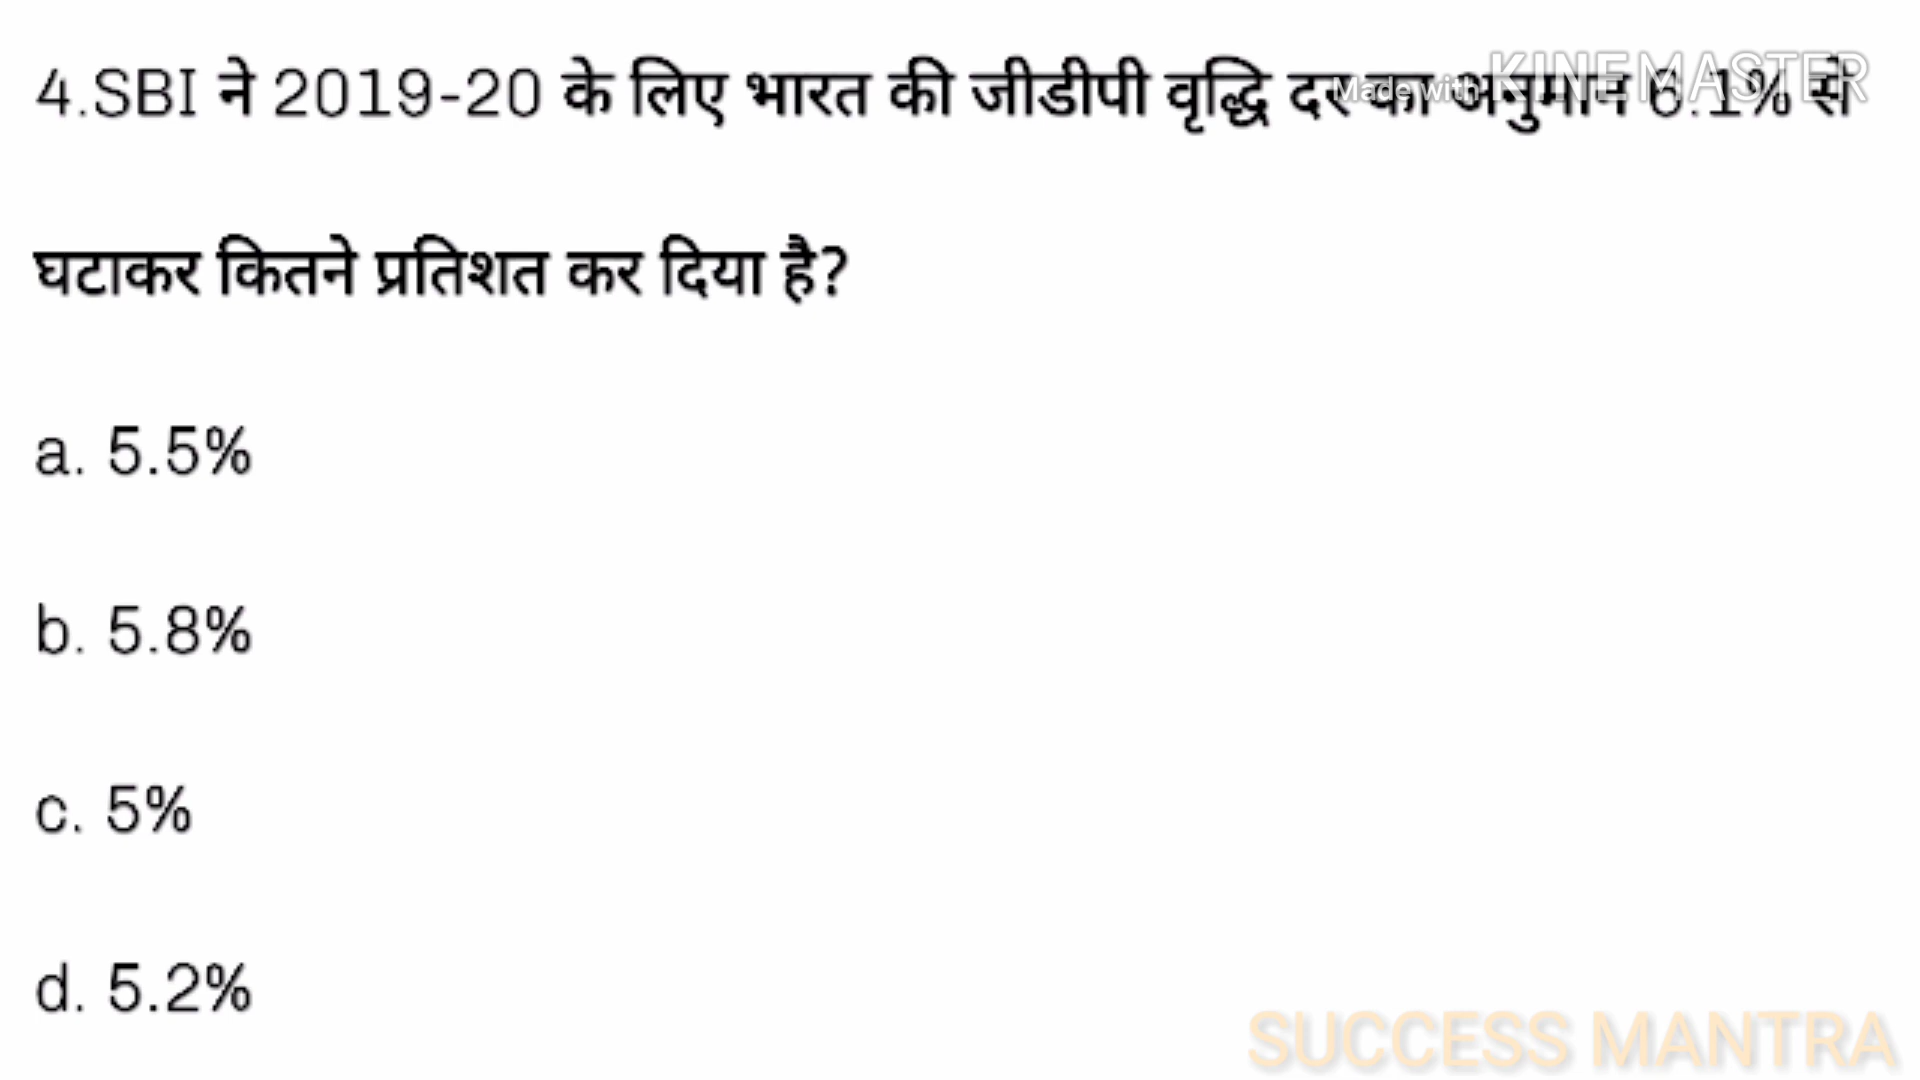 4.SBI ने 2019-20 के लिए भारत की जीडीपी वृद्धि दर का अनुमान 6.1% से
Made with KINEMASTER
घटाकर कितने प्रतिशत कर दिया है?
a. 5.5%
b. 5.8%
c. 5%
d. 5.2%
SUCCESS MANTRA